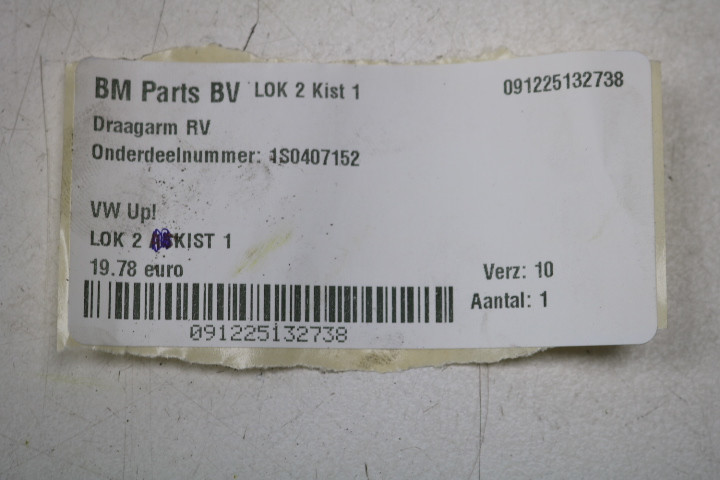 BM Parts BV LOK 2 Kist 1 091225132738
Draagarm RV
Onderdeelnummer: 1S0407152
VW Up!
LOK 2 KIST 1
19.78 euro Verz: 10
Aantal: 1
091225132738